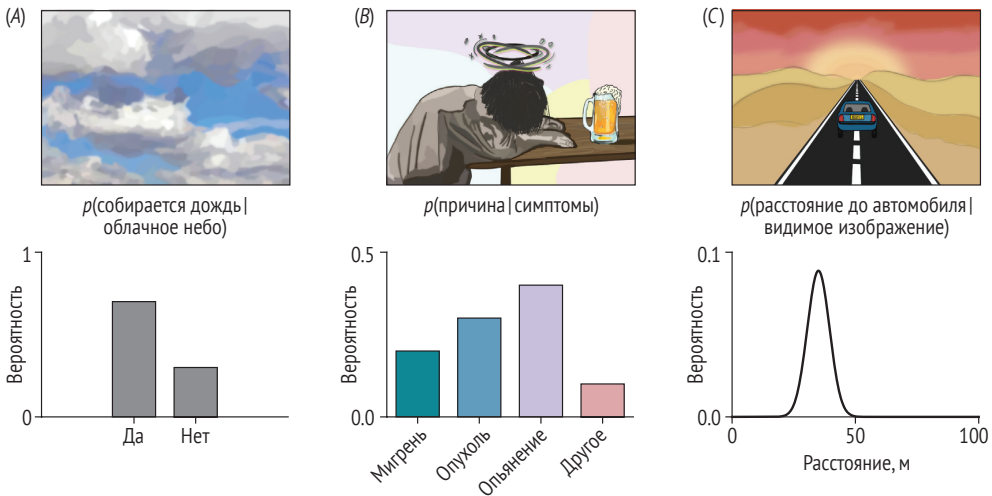 (A)
(B)
(C)
p(собирается дождь|
облачное небо)
p(причина|симптомы)
p(расстояние до автомобиля|
видимое изображение)
1
0
Вероятность
Да
Нет
0.5
0.0
Вероятность
Мигрень
Опухоль
Опьянение
Другое
0.1
0.0
Вероятность
0
50
100
Расстояние, м